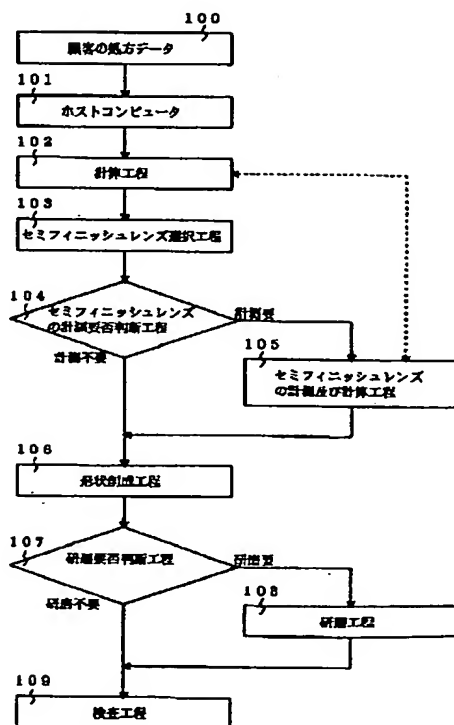 100
顧客の処方データ
101
ホストコンピュータ
102
計算工程
103
セミフィニッシュレンズ選択工程
104
セミフィニッシュレンズ
の計測要否判断工程
計測要
計測不要
105
セミフィニッシュレンズ
の計測及び計算工程
106
形状創成工程
107
研磨要否判断工程
研磨要
研磨不要
108
研磨工程
109
検査工程